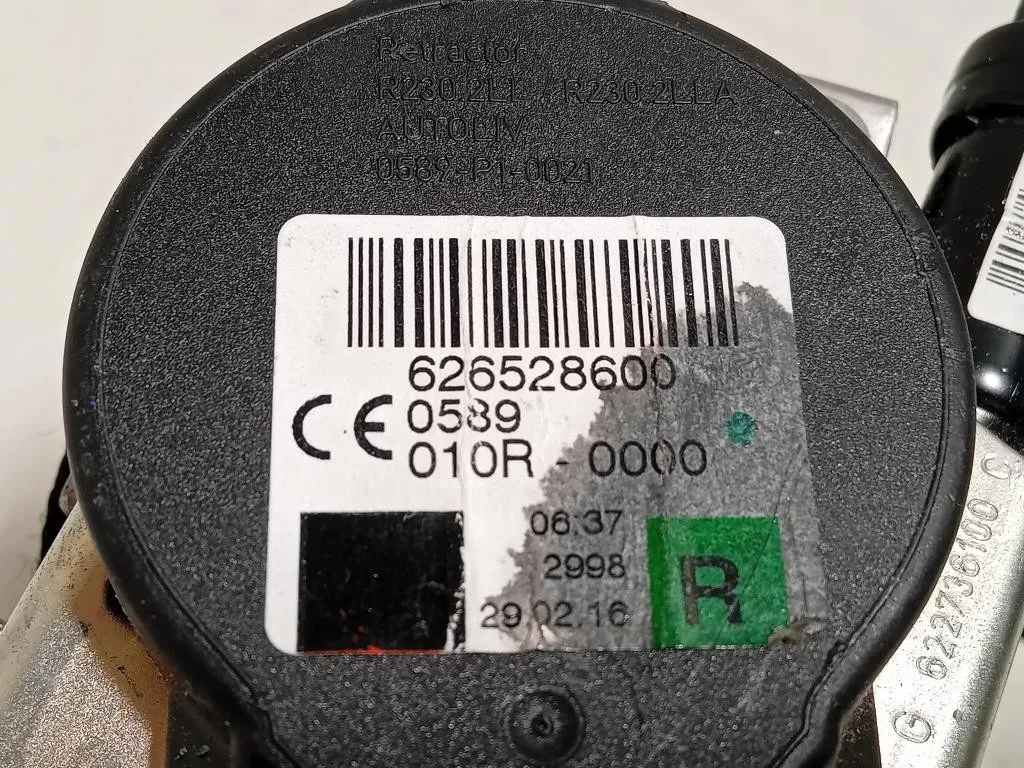 Retractor
R230.2LL / R230.2LLA
AUTOLIV
0589-P1-0021
626528600
CE 0589
010R - 0000
06:37
2998
29.02.16
R
G 622736100 C